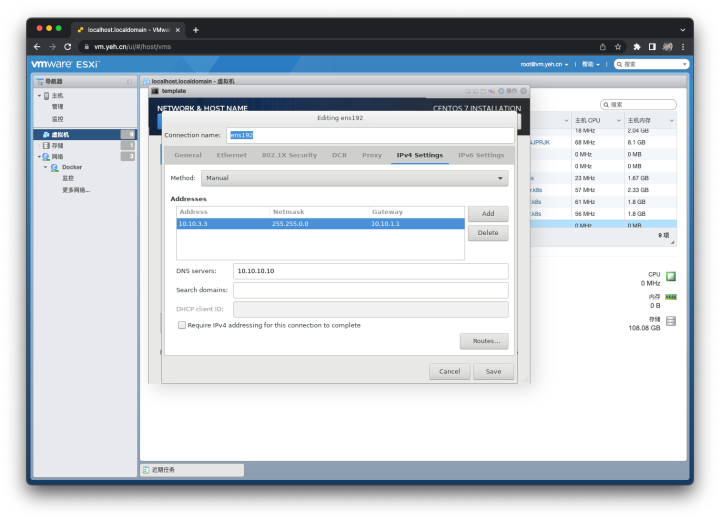 localhost.localdomain - VMwa
vm.yeh.cn/ui/#/host/vms
vmware ESXi
root@vm.yeh.cn
帮助
搜索
导航器
主机
管理
监控
虚拟机
存储
1
网络
3
Docker
监控
更多网络...
localhost.localdomain - 虚拟机
template
NETWORK & HOST NAME
CENTOS 7 INSTALLATION
Editing ens192
Connection name:
ens192
General
Ethernet
802.1X Security
DCB
Proxy
IPv4 Settings
IPv6 Settings
Method:
Manual
Addresses
Address
Netmask
Gateway
10.10.3.3
255.255.0.0
10.10.1.1
Add
Delete
DNS servers:
10.10.10.10
Search domains:
DHCP client ID:
Require IPv4 addressing for this connection to complete
Routes...
Cancel
Save
搜索
主机 CPU
主机内存
18 MHz
2.04 GB
68 MHz
8.1 GB
0 MHz
0 MB
0 MHz
0 MB
23 MHz
1.67 GB
57 MHz
2.33 GB
61 MHz
1.8 GB
56 MHz
1.8 GB
0 MHz
0 MB
9 项
CPU
0 MHz
内存
0 B
存储
108.08 GB
近期任务